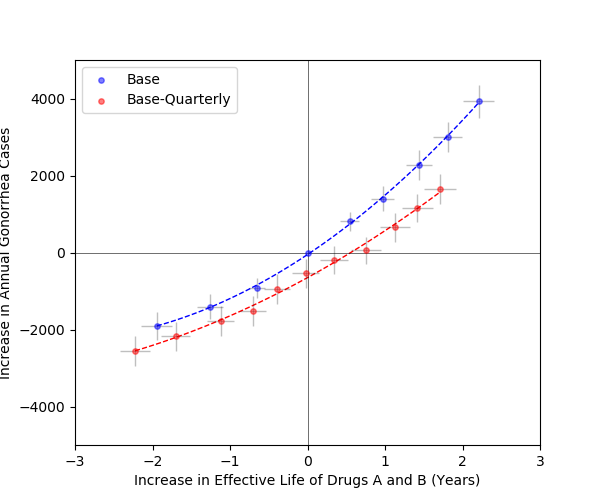 Base
Base-Quarterly
Increase in Annual Gonorrhea Cases
4000
2000
0
−2000
−4000
−3 −2 −1 0 1 2 3
Increase in Effective Life of Drugs A and B (Years)